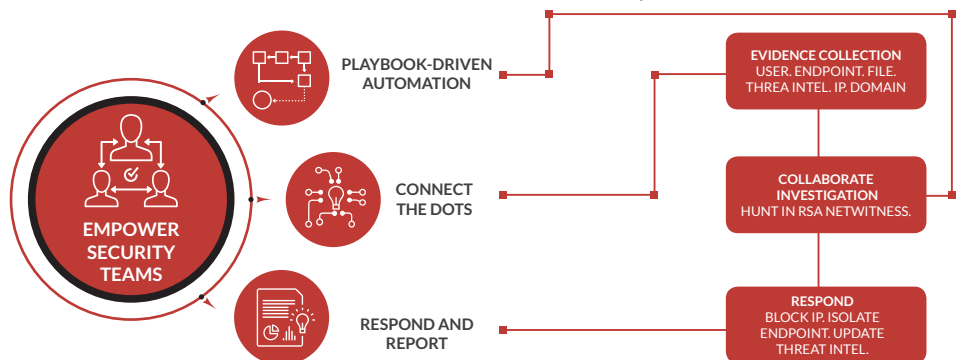 PLAYBOOK-DRIVEN
AUTOMATION
EVIDENCE COLLECTION
USER. ENDPOINT. FILE.
THREA INTEL. IP. DOMAIN
EMPOWER
SECURITY
TEAMS
CONNECT
THE DOTS
COLLABORATE
INVESTIGATION
HUNT IN RSA NETWITNESS.
RESPOND AND
REPORT
RESPOND
BLOCK IP. ISOLATE
ENDPOINT. UPDATE
THREAT INTEL.